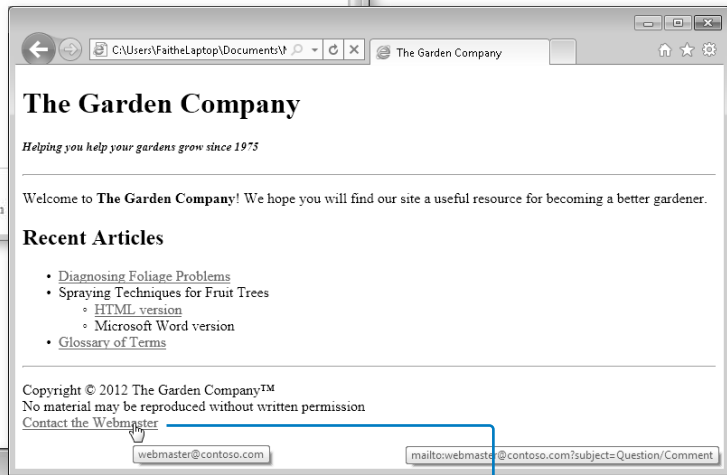 C:\Users\FaitheLaptop\Documents\
The Garden Company
The Garden Company
Helping you help your gardens grow since 1975
Welcome to The Garden Company! We hope you will find our site a useful resource for becoming a better gardener.
Recent Articles
• Diagnosing Foliage Problems
• Spraying Techniques for Fruit Trees
◦ HTML version
◦ Microsoft Word version
• Glossary of Terms
Copyright © 2012 The Garden Company™
No material may be reproduced without written permission
Contact the Webmaster
webmaster@contoso.com
mailto:webmaster@contoso.com?subject=Question/Comment